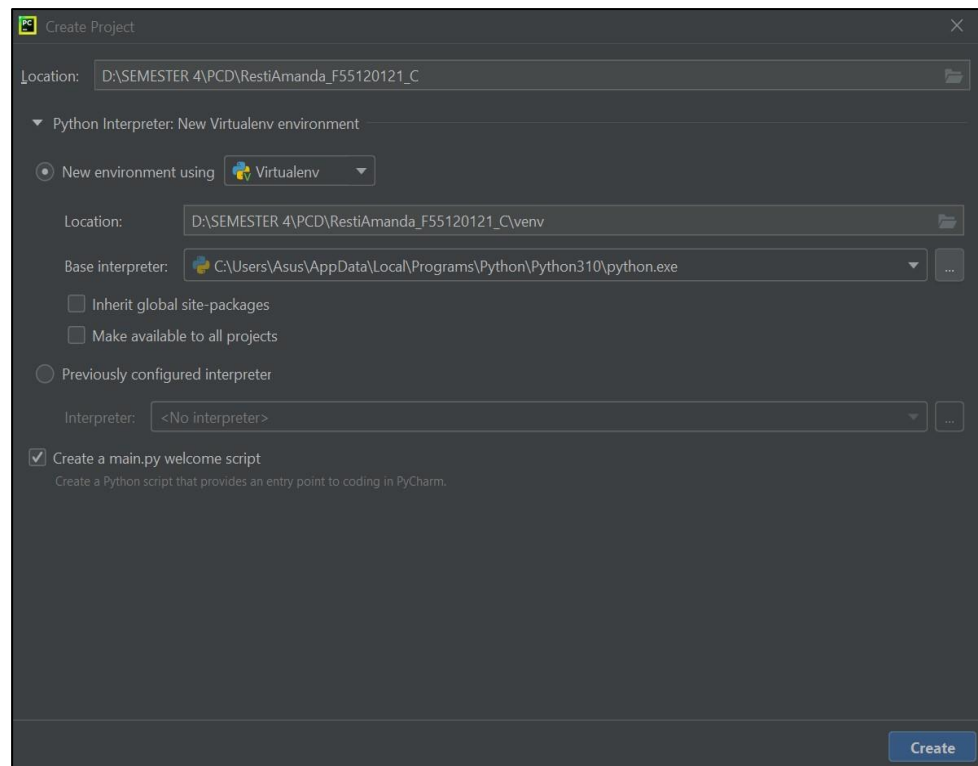 PC
Create Project
Location: D:\SEMESTER 4\PCD\RestiAmanda_F55120121_C
Python Interpreter: New Virtualenv environment
New environment using Virtualenv
Location: D:\SEMESTER 4\PCD\RestiAmanda_F55120121_C\venv
Base interpreter: C:\Users\Asus\AppData\Local\Programs\Python\Python310\python.exe ...
Inherit global site-packages
Make available to all projects
Previously configured interpreter
Interpreter: <No interpreter> ...
Create a main.py welcome script
Create a Python script that provides an entry point to coding in PyCharm.
Create